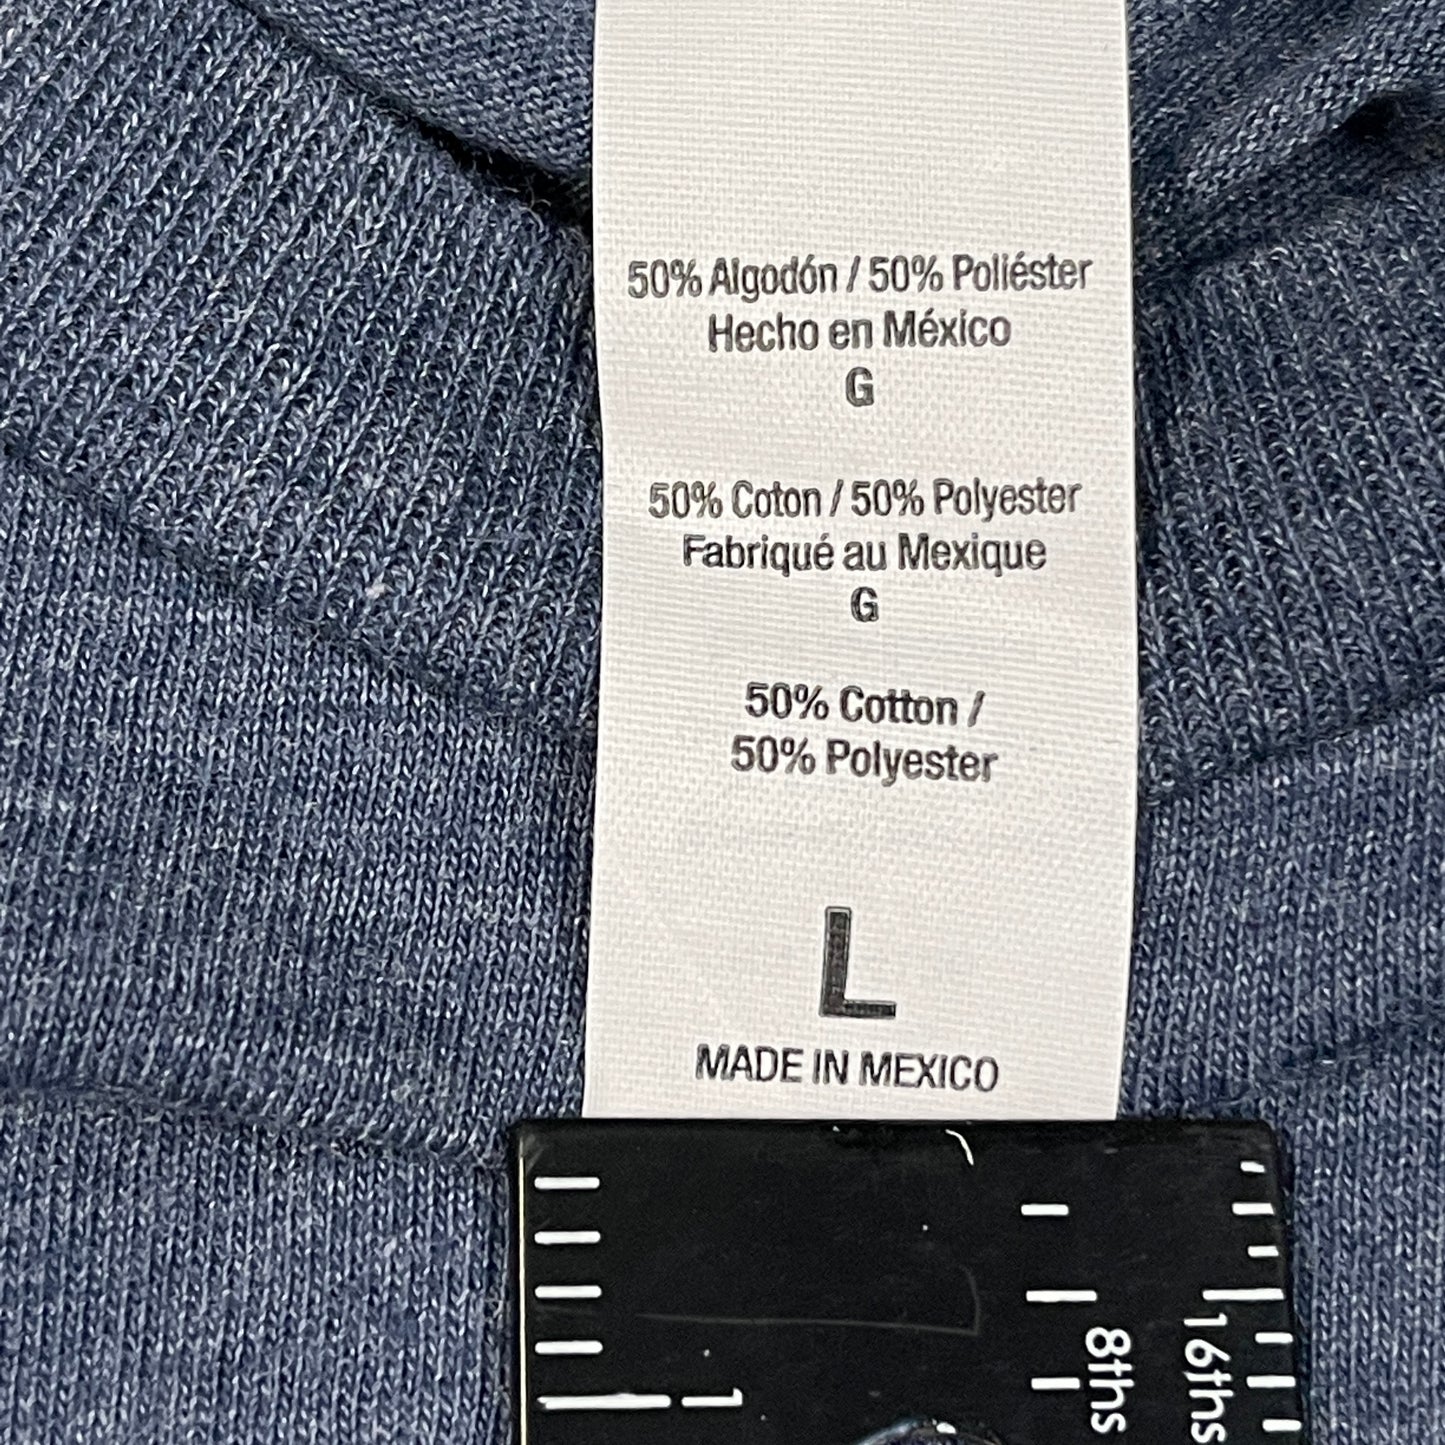 50% Algodón / 50% Poliéster
Hecho en México
G
50% Coton / 50% Polyester
Fabriqué au Mexique
G
50% Cotton /
50% Polyester
L
MADE IN MEXICO
1
8ths
16ths